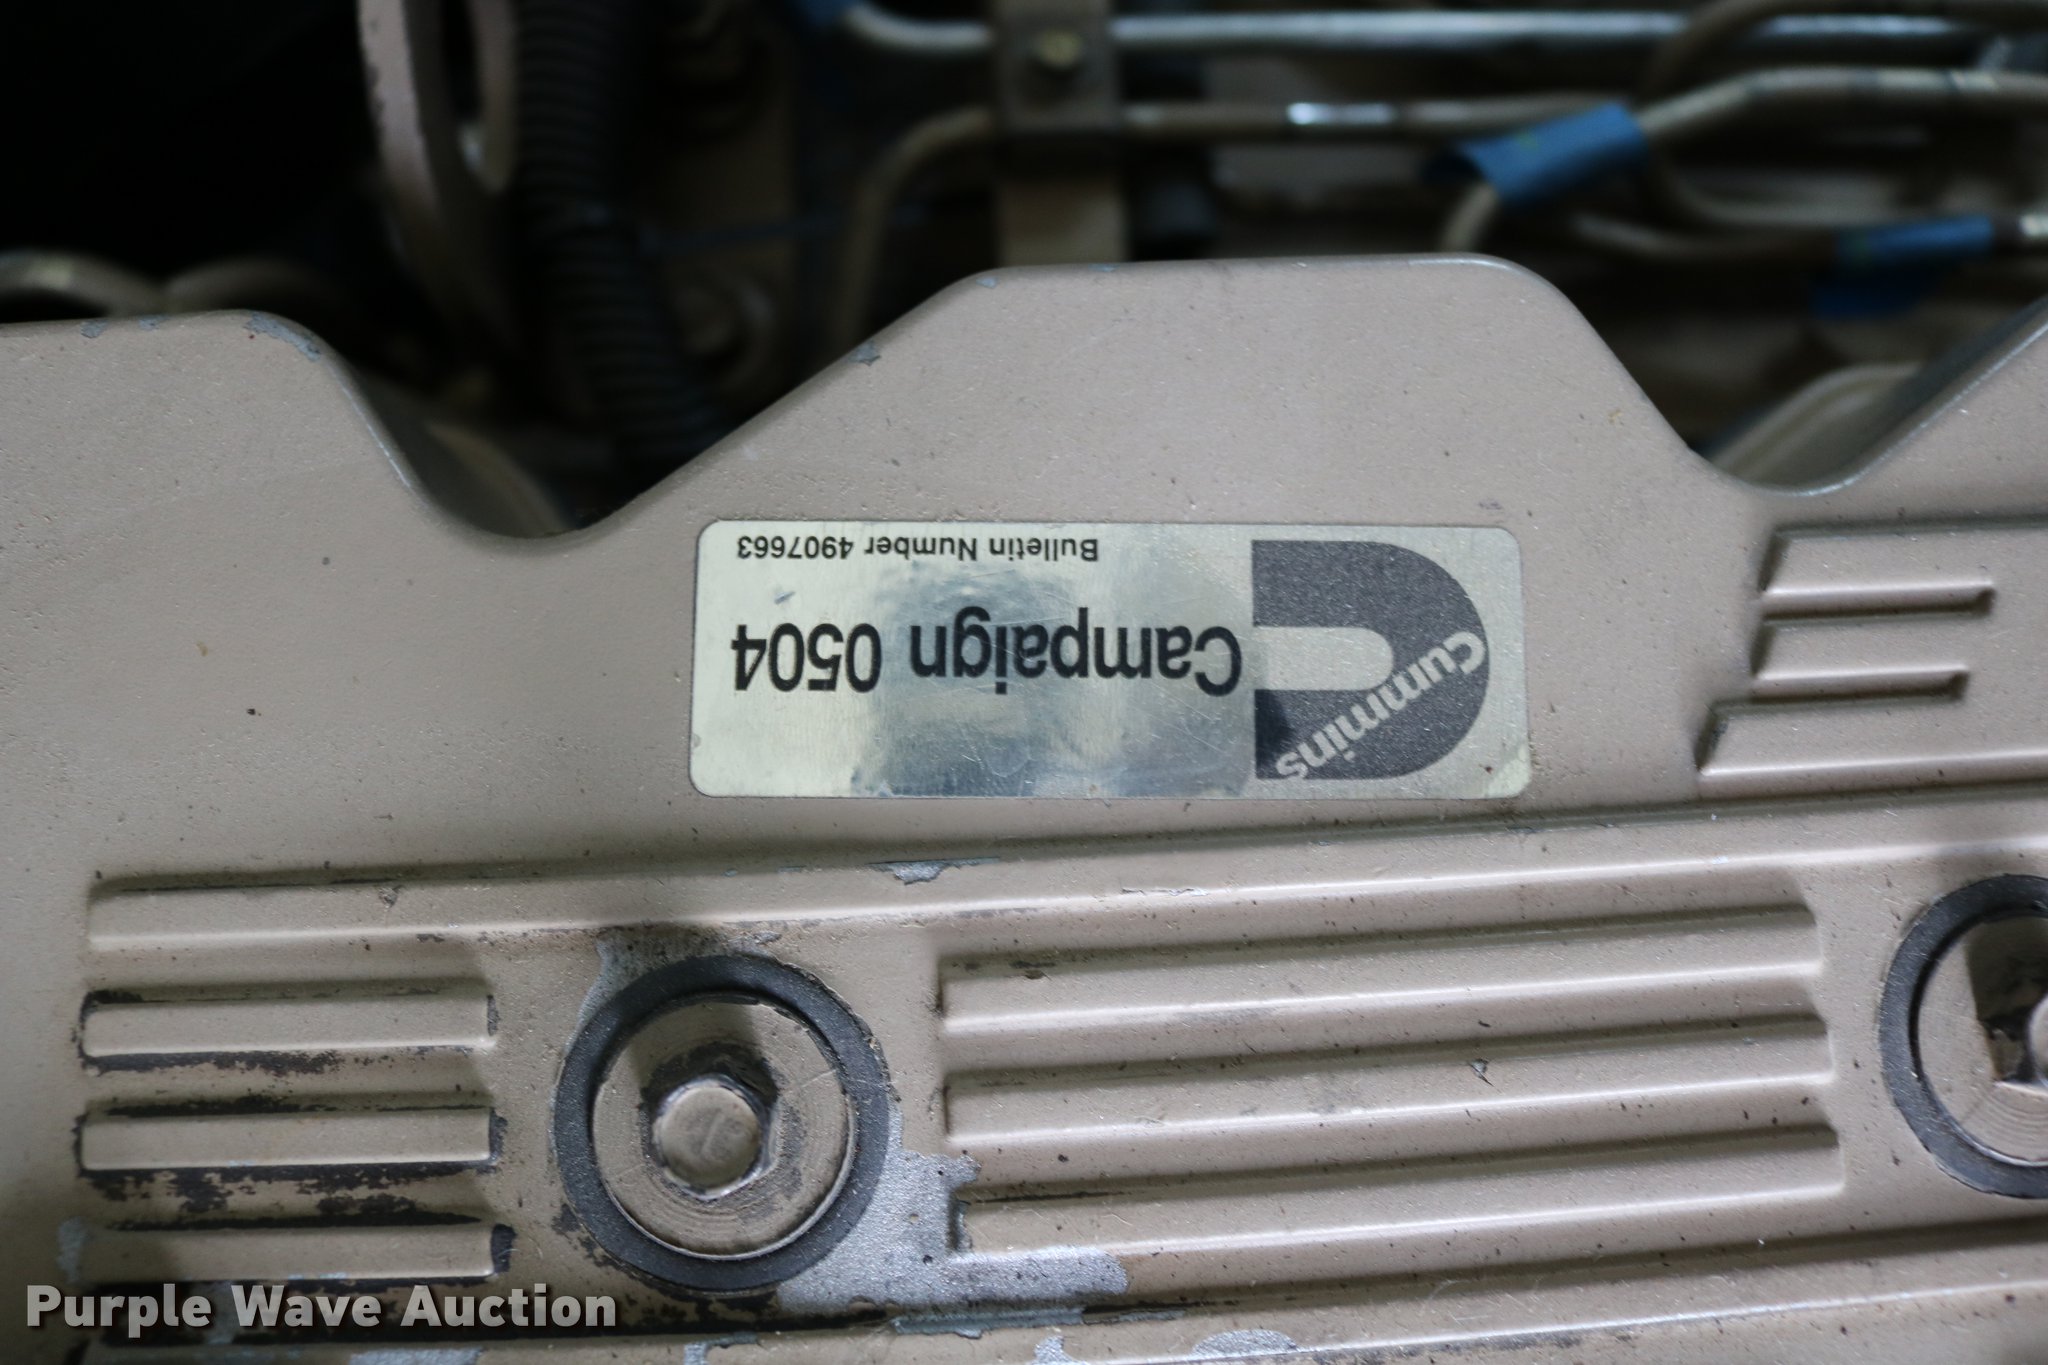 Cummins
Campaign 0504
Bulletin Number 4907663
Purple Wave Auction